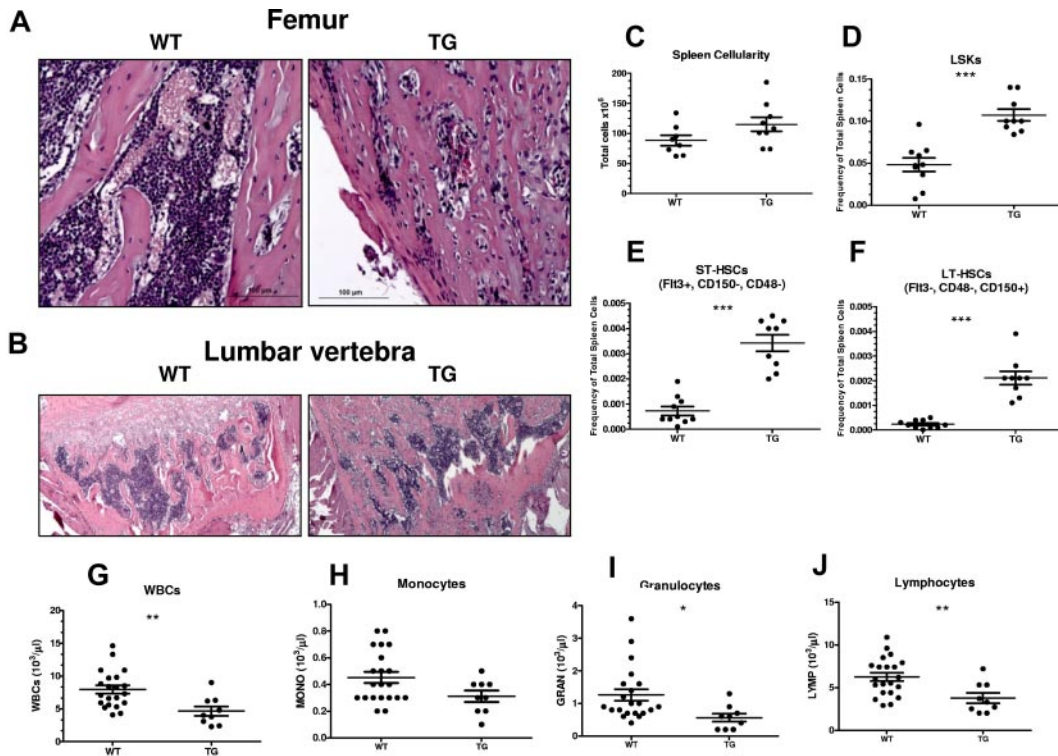 A
Femur
WT
TG
100 µm
100 µm
B
Lumbar vertebra
WT
TG
C
Spleen Cellularity
Total cells x10⁶
200
150
100
50
0
WT
TG
D
LSKs
***
Frequency of Total Spleen Cells
0.15
0.10
0.05
0.00
WT
TG
E
ST-HSCs
(Flt3+, CD150-, CD48-)
***
Frequency of Total Spleen Cells
0.005
0.004
0.003
0.002
0.001
0.000
WT
TG
F
LT-HSCs
(Flt3-, CD48-, CD150+)
***
Frequency of Total Spleen Cells
0.005
0.004
0.003
0.002
0.001
0.000
WT
TG
G
WBCs
**
WBCs (10³/µl)
20
15
10
5
0
WT
TG
H
Monocytes
MONO (10³/µl)
1.0
0.8
0.6
0.4
0.2
0.0
WT
TG
I
Granulocytes
*
GRAN (10³/µl)
4
3
2
1
0
WT
TG
J
Lymphocytes
**
LYMP (10³/µl)
15
10
5
0
WT
TG